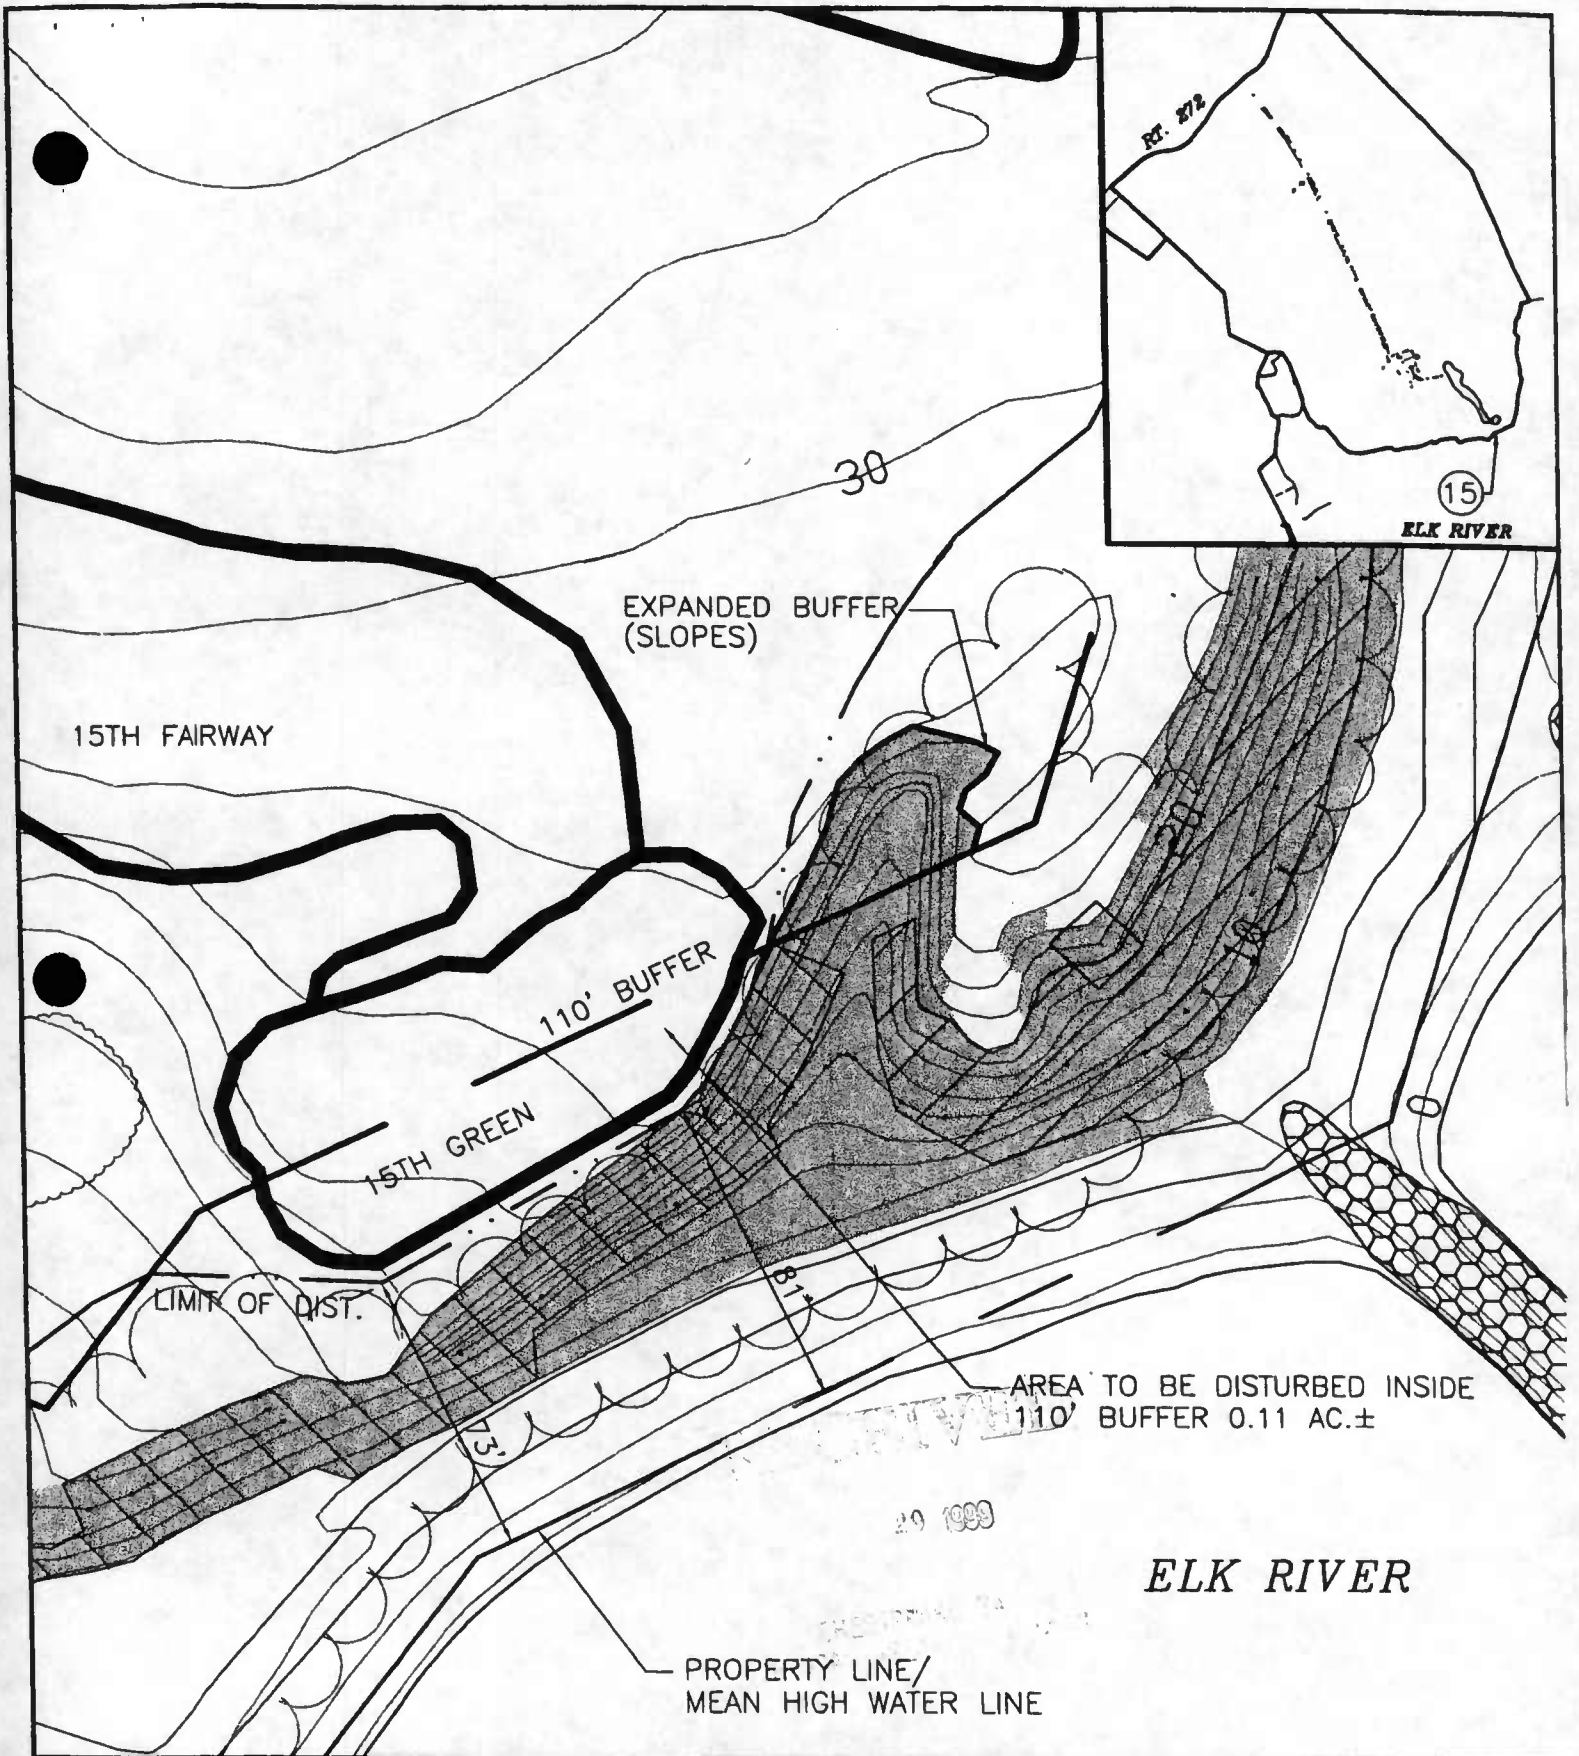 RT. 272
15
ELK RIVER
30
EXPANDED BUFFER
(SLOPES)
15TH FAIRWAY
20
10
110' BUFFER
15TH GREEN
0
LIMIT OF DIST.
81'
73'
AREA TO BE DISTURBED INSIDE
110' BUFFER 0.11 AC.±
29 1999
ELK RIVER
PROPERTY LINE/
MEAN HIGH WATER LINE